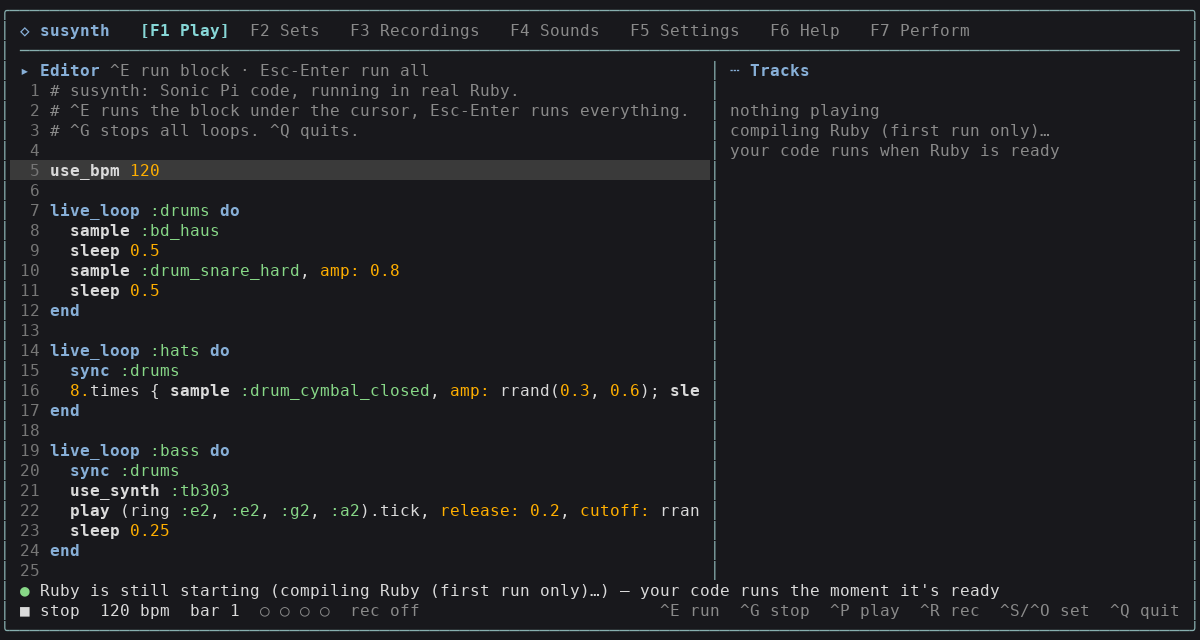 ◇ susynth [F1 Play] F2 Sets F3 Recordings F4 Sounds F5 Settings F6 Help F7 Perform
▸ Editor ^E run block · Esc-Enter run all
1 # susynth: Sonic Pi code, running in real Ruby.
2 # ^E runs the block under the cursor, Esc-Enter runs everything.
3 # ^G stops all loops. ^Q quits.
4
5 use_bpm 120
6
7 live_loop :drums do
8   sample :bd_haus
9   sleep 0.5
10   sample :drum_snare_hard, amp: 0.8
11   sleep 0.5
12 end
13
14 live_loop :hats do
15   sync :drums
16   8.times { sample :drum_cymbal_closed, amp: rrand(0.3, 0.6); sle
17 end
18
19 live_loop :bass do
20   sync :drums
21   use_synth :tb303
22   play (ring :e2, :e2, :g2, :a2).tick, release: 0.2, cutoff: rran
23   sleep 0.25
24 end
25
┄ Tracks
nothing playing
compiling Ruby (first run only)…
your code runs when Ruby is ready
● Ruby is still starting (compiling Ruby (first run only)…) — your code runs the moment it's ready
■ stop 120 bpm bar 1 ○ ○ ○ ○ rec off ^E run ^G stop ^P play ^R rec ^S/^O set ^Q quit